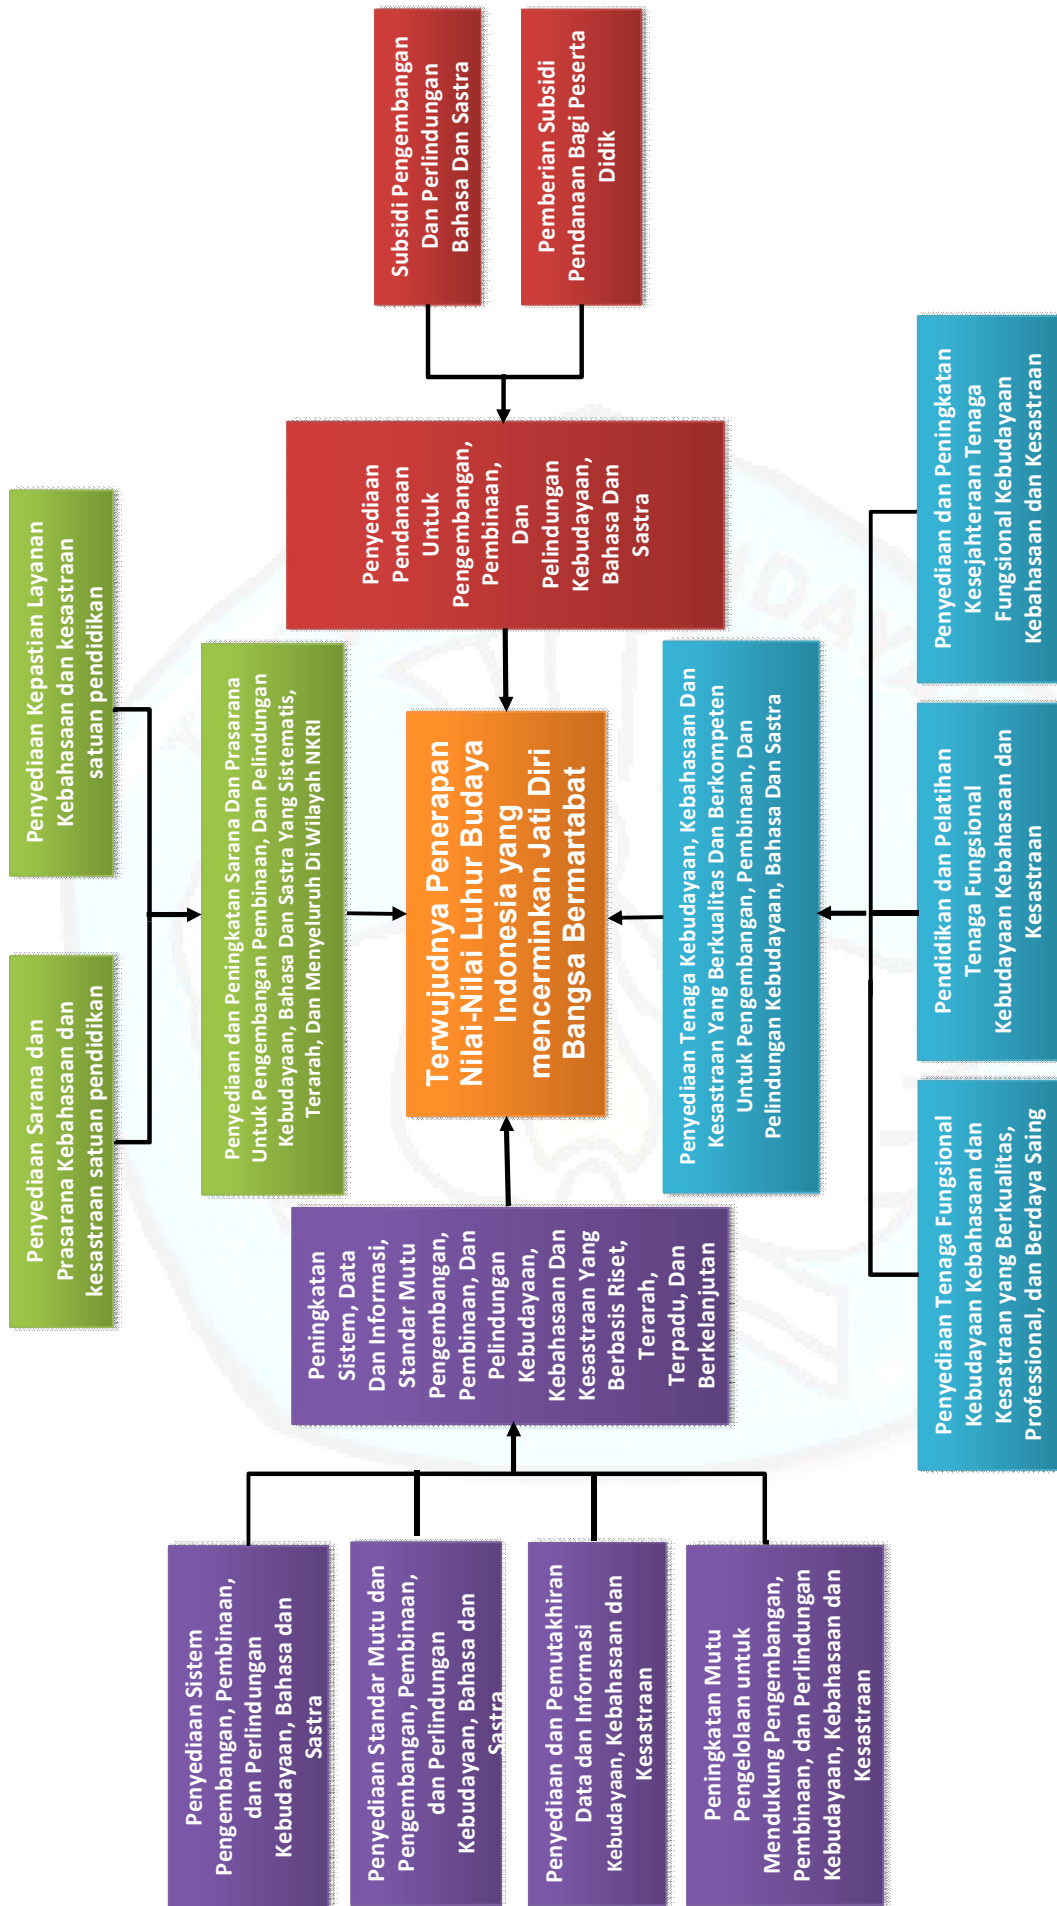 Penyediaan Sarana dan
Prasarana Kebahasaan dan
kesastraan satuan pendidikan
Penyediaan Kepastian Layanan
Kebahasaan dan kesastraan
satuan pendidikan
Penyediaan dan Peningkatan Sarana Dan Prasarana
Untuk Pengembangan Pembinaan, Dan Pelindungan
Kebudayaan, Bahasa Dan Sastra Yang Sistematis,
Terarah, Dan Menyeluruh Di Wilayah NKRI
Penyediaan Sistem
Pengembangan, Pembinaan,
dan Perlindungan
Kebudayaan, Bahasa dan
Sastra
Penyediaan Standar Mutu dan
Pengembangan, Pembinaan,
dan Perlindungan
Kebudayaan, Bahasa dan
Sastra
Penyediaan dan Pemutakhiran
Data dan Informasi
Kebudayaan, Kebahasaan dan
Kesastraan
Peningkatan Mutu
Pengelolaan untuk
Mendukung Pengembangan,
Pembinaan, dan Perlindungan
Kebudayaan, Kebahasaan dan
Kesastraan
Peningkatan
Sistem, Data
Dan Informasi,
Standar Mutu
Pengembangan,
Pembinaan, Dan
Pelindungan
Kebudayaan,
Kebahasaan Dan
Kesastraan Yang
Berbasis Riset,
Terarah,
Terpadu, Dan
Berkelanjutan
Terwujudnya Penerapan
Nilai-Nilai Luhur Budaya
Indonesia yang
mencerminkan Jati Diri
Bangsa Bermartabat
Penyediaan
Pendanaan
Untuk
Pengembangan,
Pembinaan,
Dan
Pelindungan
Kebudayaan,
Bahasa Dan
Sastra
Subsidi Pengembangan
Dan Perlindungan
Bahasa Dan Sastra
Pemberian Subsidi
Pendanaan Bagi Peserta
Didik
Penyediaan Tenaga Kebudayaan, Kebahasaan Dan
Kesastraan Yang Berkualitas Dan Berkompeten
Untuk Pengembangan, Pembinaan, Dan
Pelindungan Kebudayaan, Bahasa Dan Sastra
Penyediaan Tenaga Fungsional
Kebudayaan Kebahasaan dan
Kesastraan yang Berkualitas,
Professional, dan Berdaya Saing
Pendidikan dan Pelatihan
Tenaga Fungsional
Kebudayaan Kebahasaan dan
Kesastraan
Penyediaan dan Peningkatan
Kesejahteraan Tenaga
Fungsional Kebudayaan
Kebahasaan dan Kesastraan